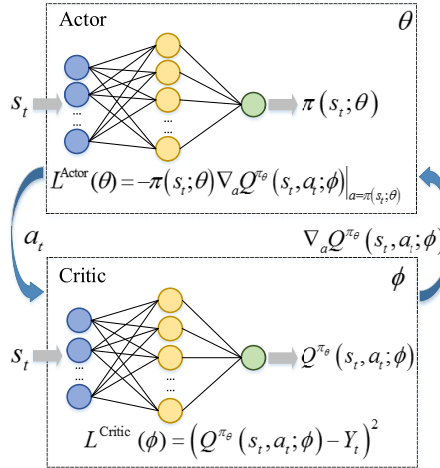 Actor θ
s_t π(s_t;θ)
... ...
... ...
L^Actor(θ)=−π(s_t;θ)∇_a Q^{π_θ}(s_t,a_t;ϕ)|_{a=π(s_t;θ)}
a_t ∇_a Q^{π_θ}(s_t,a_t;ϕ)
Critic ϕ
s_t Q^{π_θ}(s_t,a_t;ϕ)
... ...
... ...
L^Critic(ϕ)=(Q^{π_θ}(s_t,a_t;ϕ)−Y_t)^2